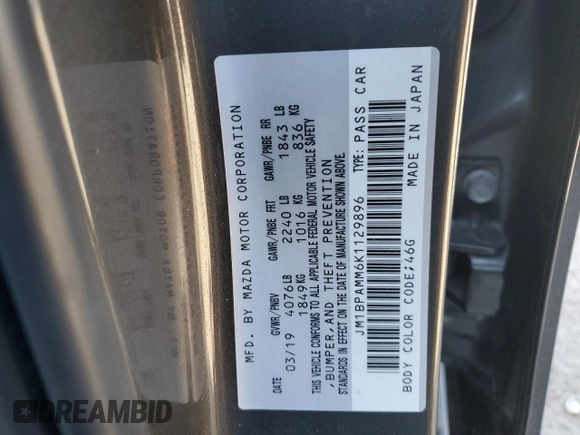 MFD. BY MAZDA MOTOR CORPORATION
GVWR/PNBV GAWR/PNBE FRT GAWR/PNBE RR
03/19 4076LB 2240 LB 1843 LB
1849KG 1016 KG 836 KG
THIS VEHICLE CONFORMS TO ALL APPLICABLE FEDERAL MOTOR VEHICLE SAFETY
,BUMPER,AND THEFT PREVENTION
STANDARDS IN EFFECT ON THE DATE OF MANUFACTURE SHOWN ABOVE.
JM1BPAMM6K1129896 TYPE: PASS CAR
BODY COLOR CODE;46G MADE IN JAPAN
DREAMBID